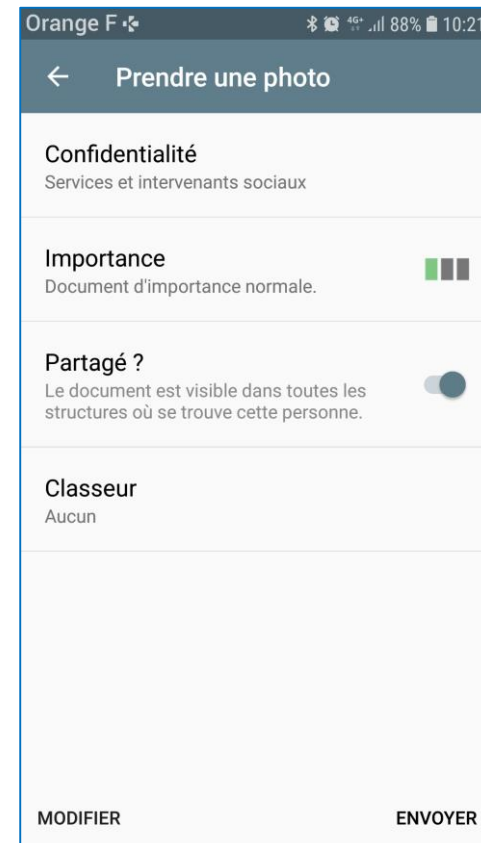 Orange F 4G+ 88% 10:21
Prendre une photo
Confidentialité
Services et intervenants sociaux
Importance
Document d'importance normale.
Partagé ?
Le document est visible dans toutes les
structures où se trouve cette personne.
Classeur
Aucun
MODIFIER ENVOYER